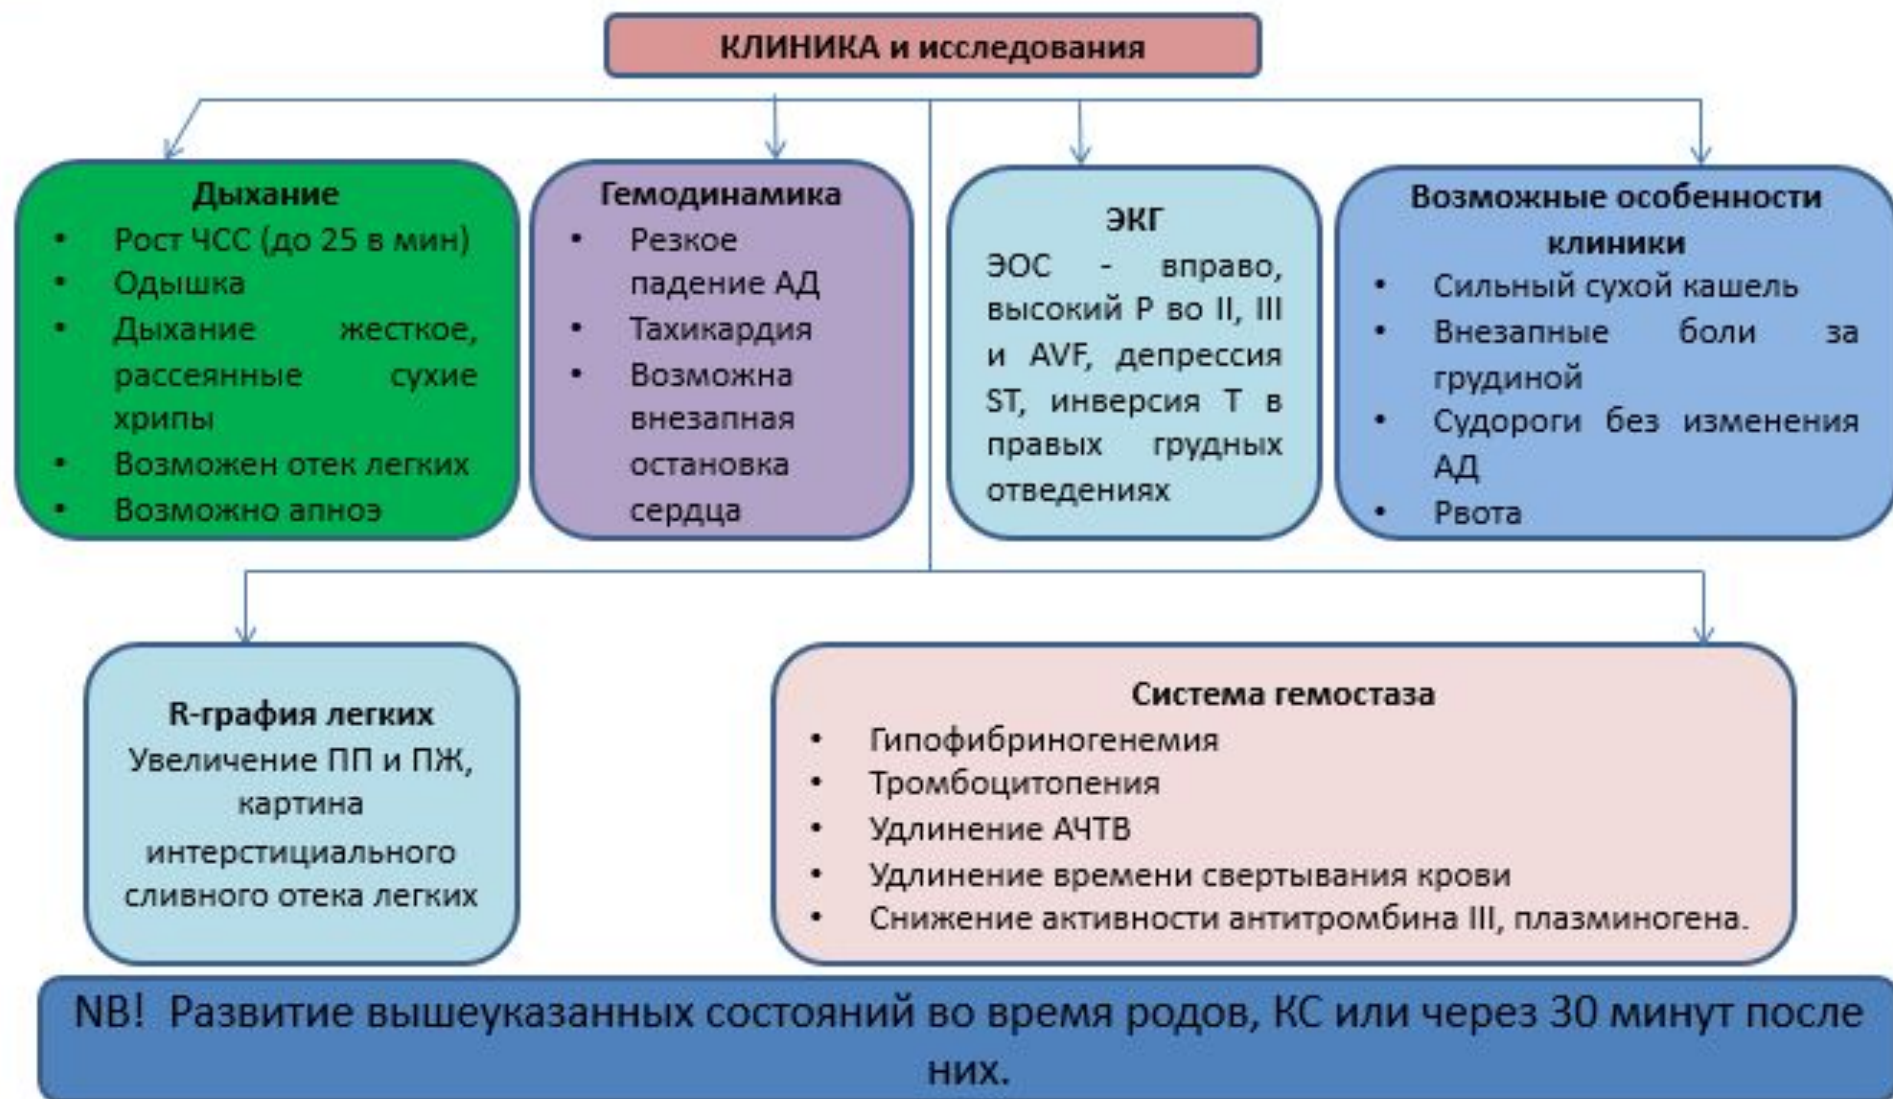 КЛИНИКА и исследования
Дыхание
• Рост ЧСС (до 25 в мин)
• Одышка
• Дыхание жесткое,
рассеянные сухие
хрипы
• Возможен отек легких
• Возможно апноэ
Гемодинамика
• Резкое
падение АД
• Тахикардия
• Возможна
внезапная
остановка
сердца
ЭКГ
ЭОС - вправо,
высокий Р во II, III
и AVF, депрессия
ST, инверсия Т в
правых грудных
отведениях
Возможные особенности
клиники
• Сильный сухой кашель
• Внезапные боли за
грудиной
• Судороги без изменения
АД
• Рвота
R-графия легких
Увеличение ПП и ПЖ,
картина
интерстициального
сливного отека легких
Система гемостаза
• Гипофибриногенемия
• Тромбоцитопения
• Удлинение АЧТВ
• Удлинение времени свертывания крови
• Снижение активности антитромбина III, плазминогена.
NB! Развитие вышеуказанных состояний во время родов, КС или через 30 минут после
них.